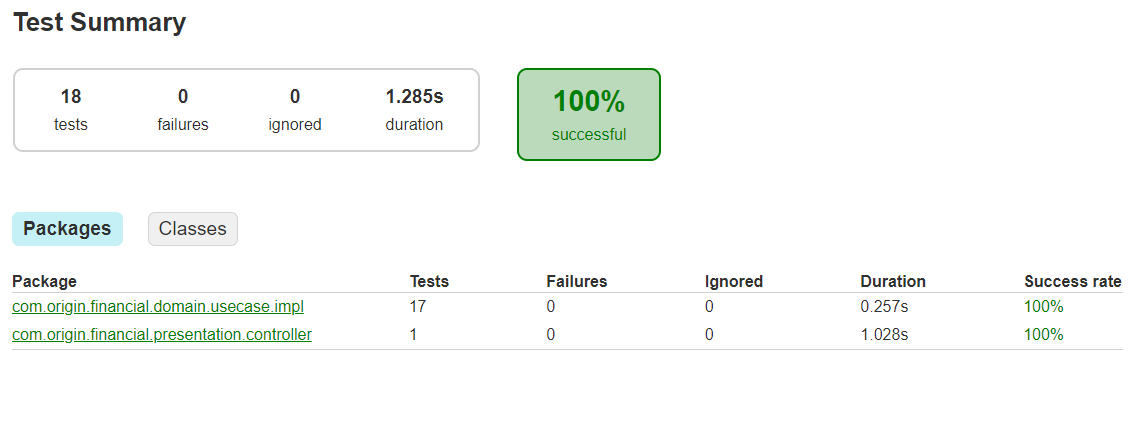 Test Summary
18 0 0 1.285s
tests failures ignored duration
100%
successful
Packages Classes
Package Tests Failures Ignored Duration Success rate
com.origin.financial.domain.usecase.impl 17 0 0 0.257s 100%
com.origin.financial.presentation.controller 1 0 0 1.028s 100%